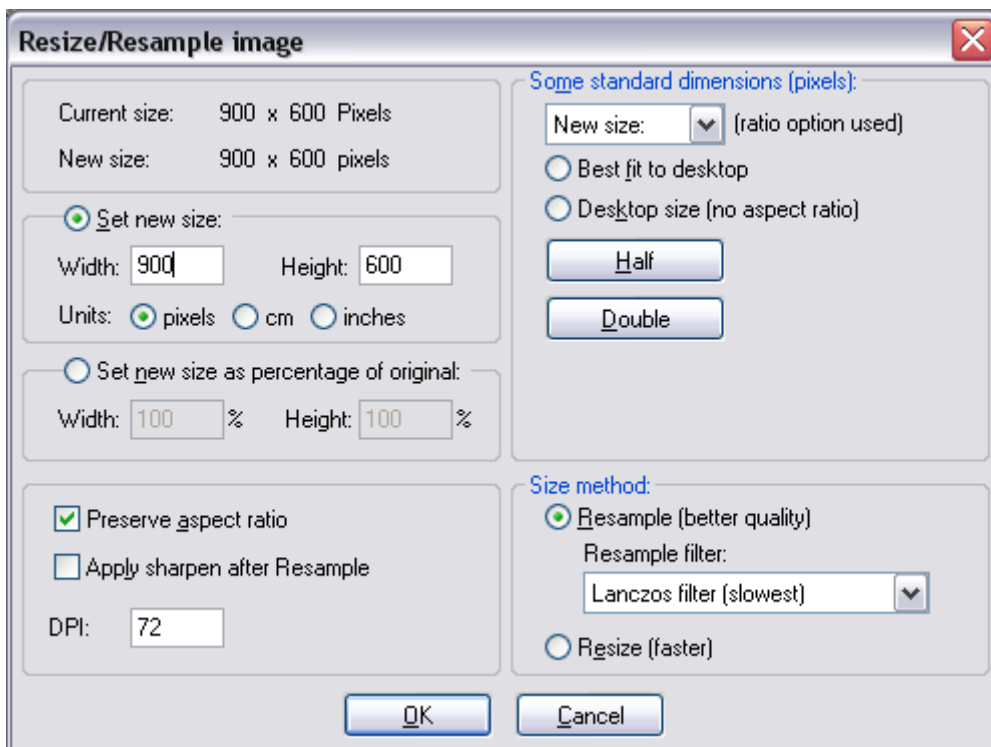 Resize/Resample image
Current size: 900 x 600 Pixels
New size: 900 x 600 pixels
Set new size:
Width: 900 Height: 600
Units: pixels cm inches
Set new size as percentage of original:
Width: 100 % Height: 100 %
Preserve aspect ratio
Apply sharpen after Resample
DPI: 72
Some standard dimensions (pixels):
New size: (ratio option used)
Best fit to desktop
Desktop size (no aspect ratio)
Half
Double
Size method:
Resample (better quality)
Resample filter:
Lanczos filter (slowest)
Resize (faster)
OK Cancel